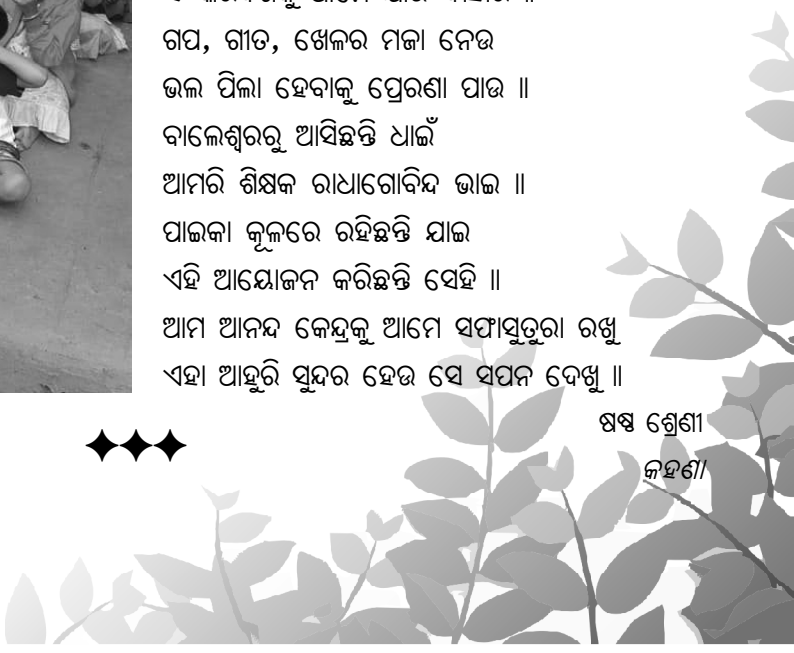 ଗପ, ଗୀତ, ଖେଳର ମଜା ନେଉ
ଭଲ ପିଲା ହେବାକୁ ପ୍ରେରଣା ପାଉ ॥
ବାଲେଶ୍ୱରରୁ ଆସିଛନ୍ତି ଧାଇଁ
ଆମରି ଶିକ୍ଷକ ରାଧାଗୋବିନ୍ଦ ଭାଇ ॥
ପାଇକା କୂଳରେ ରହିଛନ୍ତି ଯାଇ
ଏହି ଆୟୋଜନ କରିଛନ୍ତି ସେହି ॥
ଆମ ଆନନ୍ଦ କେନ୍ଦ୍ରକୁ ଆମେ ସଫାସୁତୁରା ରଖୁ
ଏହା ଆହୁରି ସୁନ୍ଦର ହେଉ ସେ ସପନ ଦେଖୁ ॥
ଷଷ୍ଠ ଶ୍ରେଣୀ
କହଣା